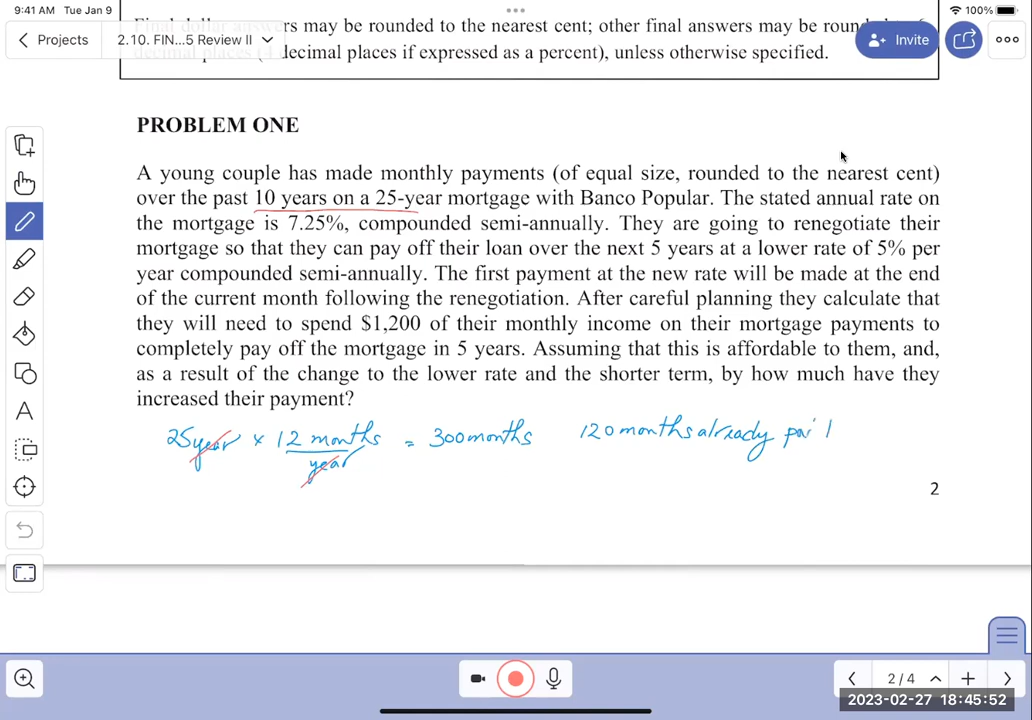 9:41 AM Tue Jan 9
100%
Final dollar answers may be rounded to the nearest cent; other final answers may be
Projects
2.10. FIN...5 Review II
Invite
decimal places if expressed as a percent), unless otherwise specified.
PROBLEM ONE
A young couple has made monthly payments (of equal size, rounded to the nearest cent)
over the past 10 years on a 25-year mortgage with Banco Popular. The stated annual rate on
the mortgage is 7.25%, compounded semi-annually. They are going to renegotiate their
mortgage so that they can pay off their loan over the next 5 years at a lower rate of 5% per
year compounded semi-annually. The first payment at the new rate will be made at the end
of the current month following the renegotiation. After careful planning they calculate that
they will need to spend $1,200 of their monthly income on their mortgage payments to
completely pay off the mortgage in 5 years. Assuming that this is affordable to them, and,
as a result of the change to the lower rate and the shorter term, by how much have they
increased their payment?
25 year × 12 months = 300 months 120 months already pai
year
2
2/4
2023-02-27 18:45:52